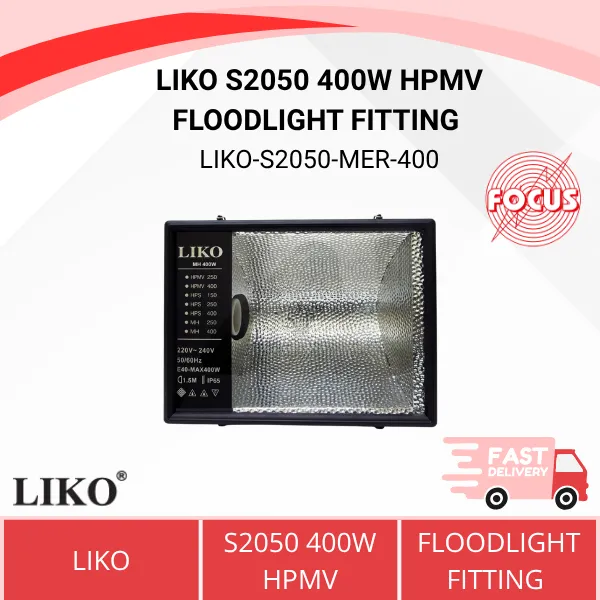 LIKO S2050 400W HPMV
FLOODLIGHT FITTING
LIKO-S2050-MER-400
FOCUS
LIKO
MH 400W
HPMV 250
HPMV 400
HPS 150
HPS 250
HPS 400
MH 250
MH 400
220V~ 240V
50/60Hz
E40-MAX400W
1.5M IP65
FAST
DELIVERY
LIKO®
LIKO
S2050 400W
HPMV
FLOODLIGHT
FITTING